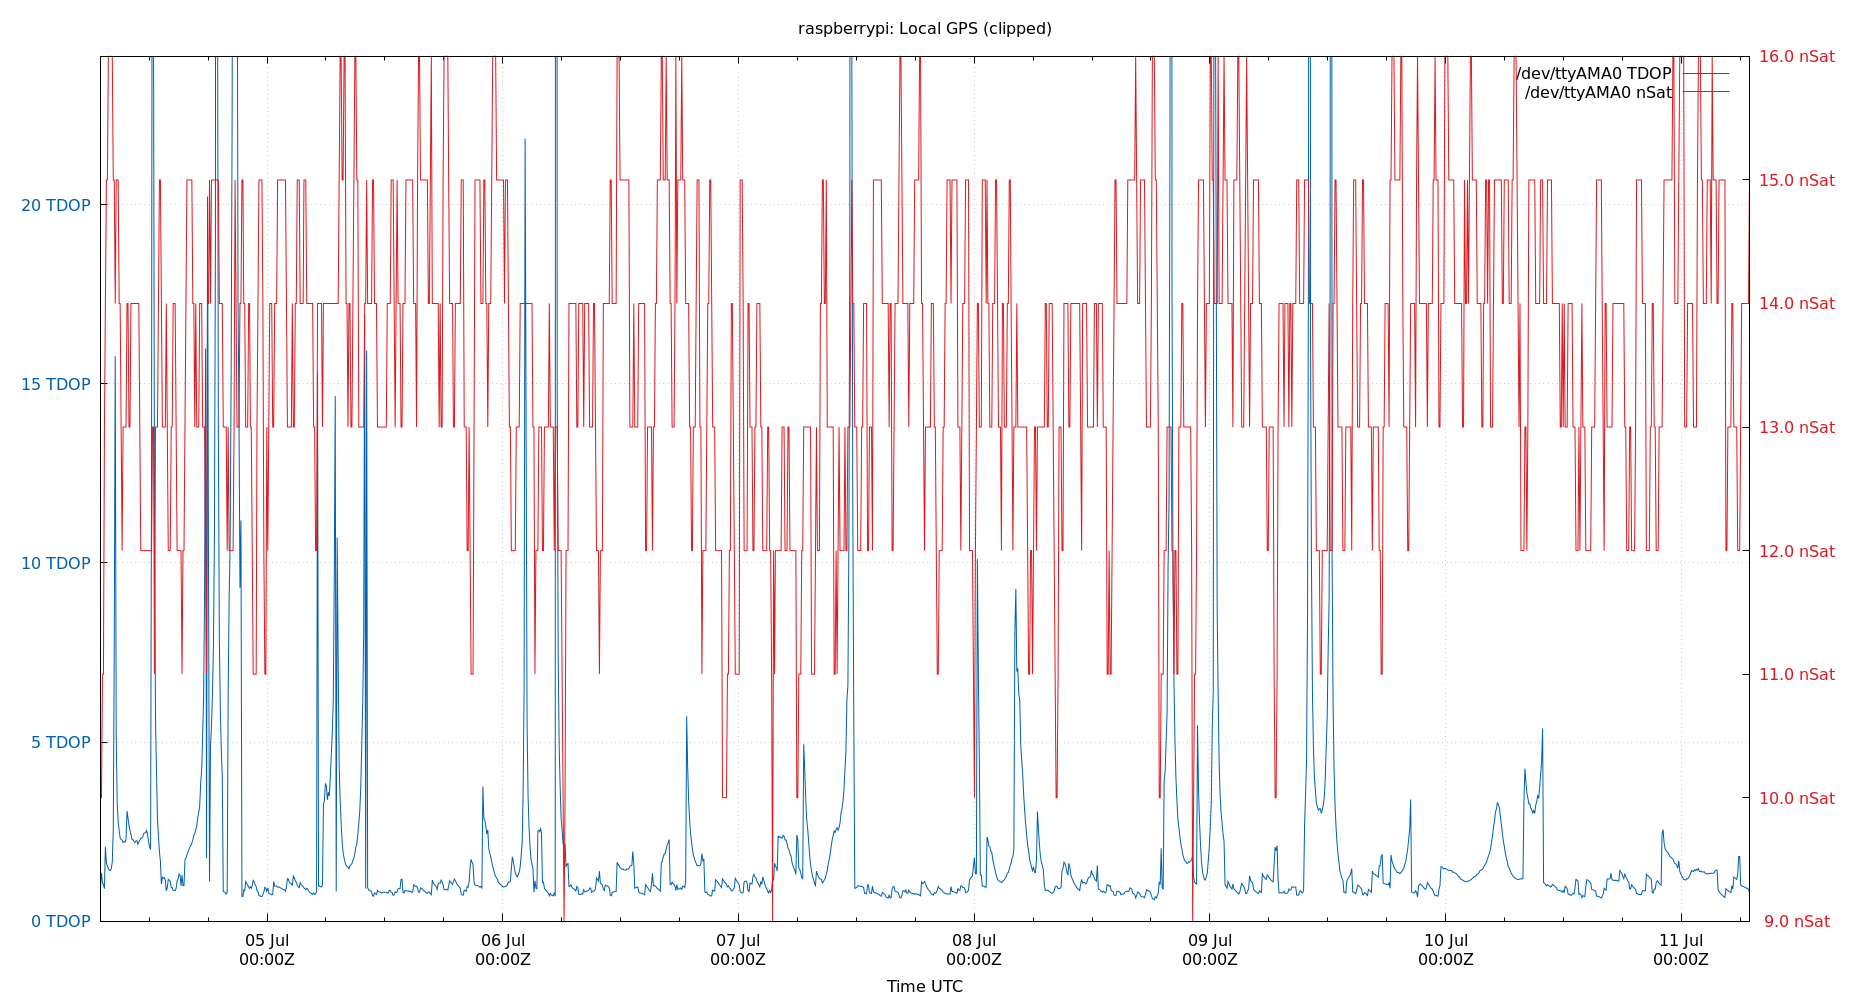 raspberrypi: Local GPS (clipped)
/dev/ttyAMA0 TDOP
/dev/ttyAMA0 nSat
20 TDOP
15 TDOP
10 TDOP
5 TDOP
0 TDOP
16.0 nSat
15.0 nSat
14.0 nSat
13.0 nSat
12.0 nSat
11.0 nSat
10.0 nSat
9.0 nSat
05 Jul 06 Jul 07 Jul 08 Jul 09 Jul 10 Jul 11 Jul
00:00Z 00:00Z 00:00Z 00:00Z 00:00Z 00:00Z 00:00Z
Time UTC